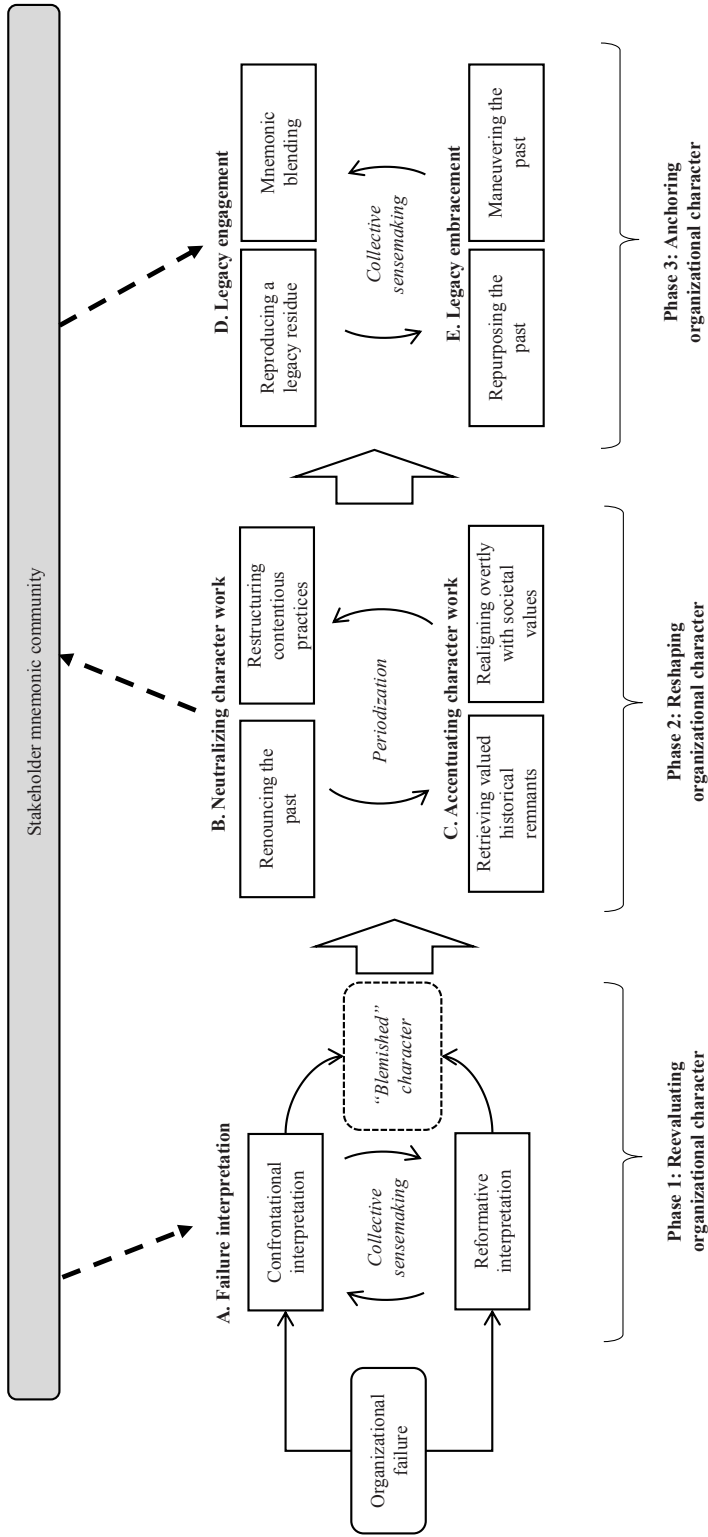 Stakeholder mnemonic community
A. Failure interpretation
Organizational
failure
Confrontational
interpretation
Collective
sensemaking
Reformative
interpretation
“Blemished”
character
Phase 1: Reevaluating
organizational character
B. Neutralizing character work
Renouncing the
past
Restructuring
contentious
practices
Periodization
C. Accentuating character work
Retrieving valued
historical
remnants
Realigning overtly
with societal
values
Phase 2: Reshaping
organizational character
D. Legacy engagement
Reproducing a
legacy residue
Mnemonic
blending
Collective
sensemaking
E. Legacy embracement
Repurposing the
past
Maneuvering the
past
Phase 3: Anchoring
organizational character